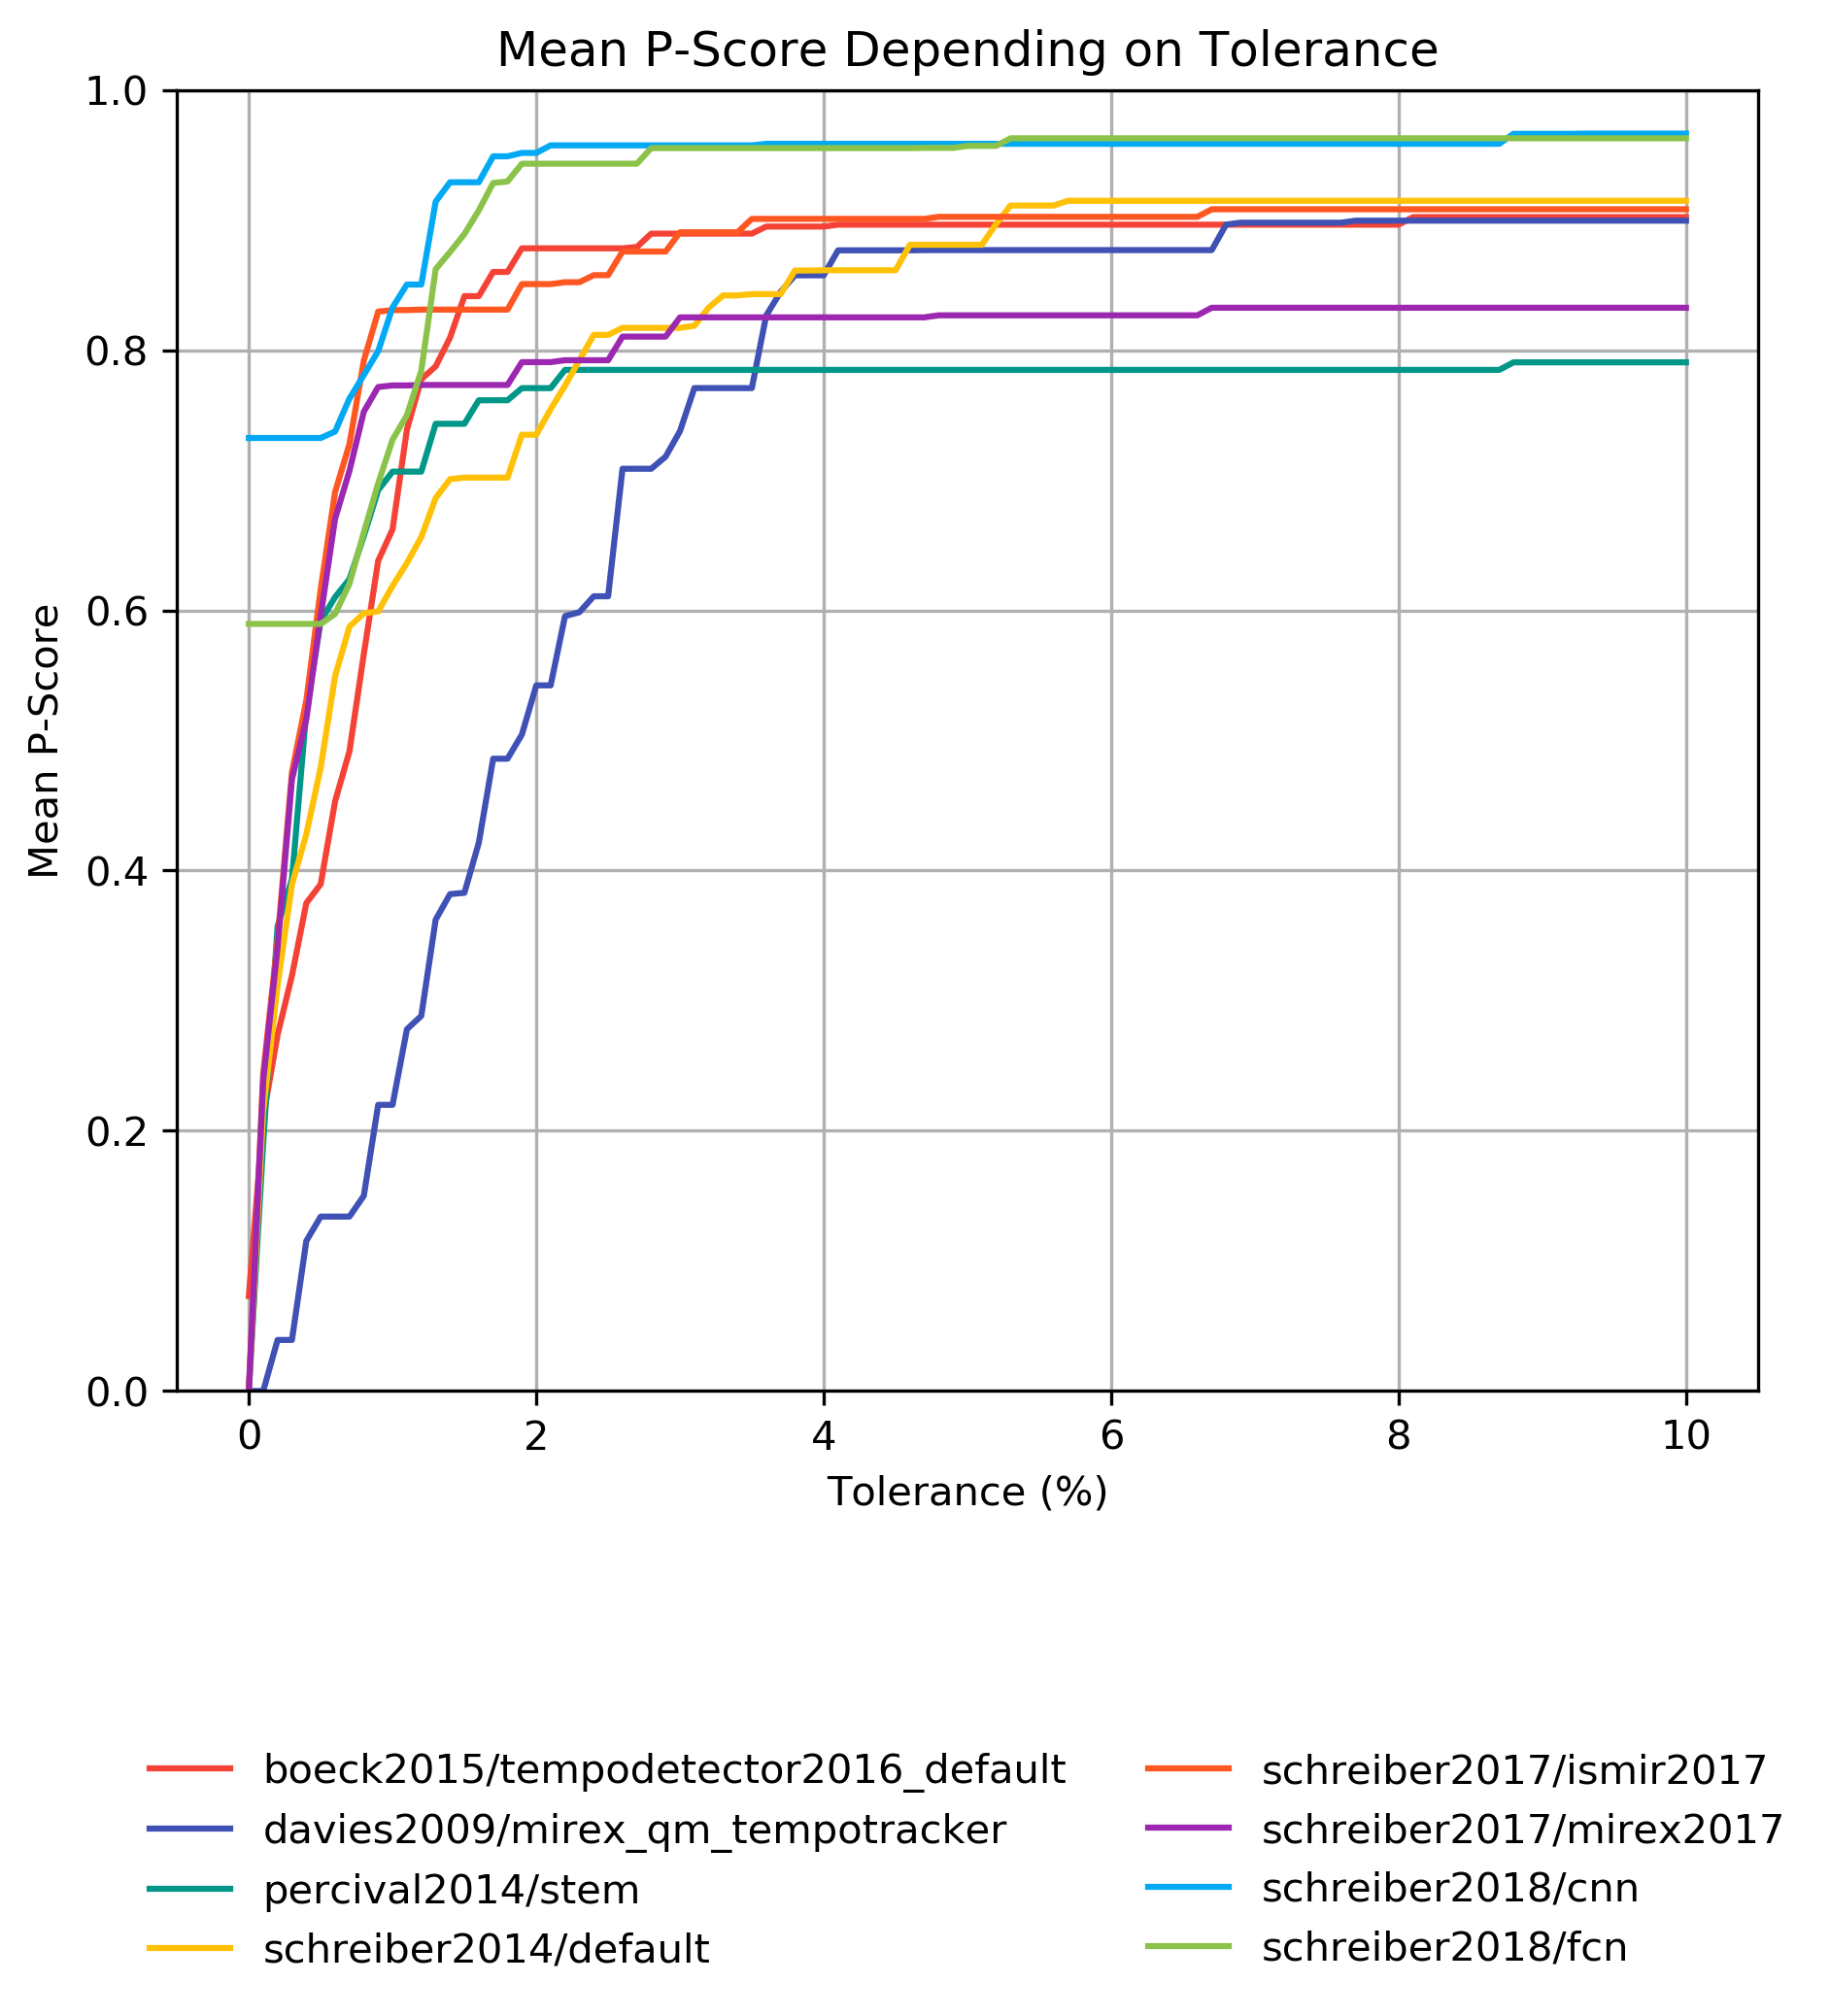 Mean P-Score Depending on Tolerance
1.0
0.8
0.6
0.4
0.2
0.0
Mean P-Score
0 2 4 6 8 10
Tolerance (%)
boeck2015/tempodetector2016_default
davies2009/mirex_qm_tempotracker
percival2014/stem
schreiber2014/default
schreiber2017/ismir2017
schreiber2017/mirex2017
schreiber2018/cnn
schreiber2018/fcn